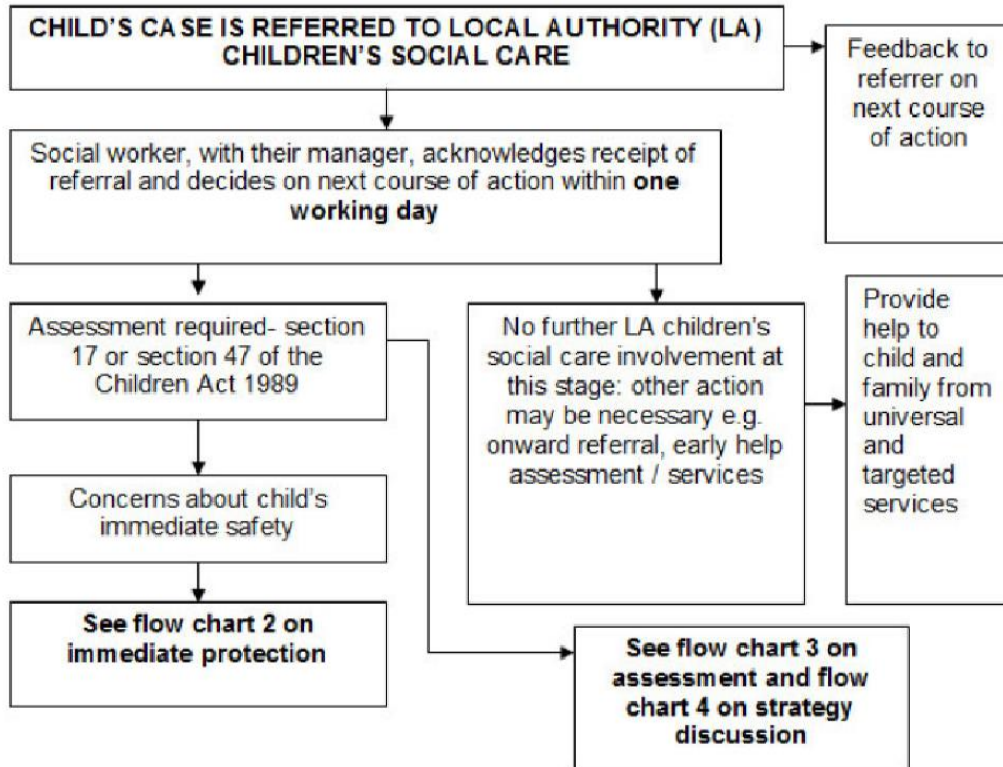 CHILD'S CASE IS REFERRED TO LOCAL AUTHORITY (LA)
CHILDREN'S SOCIAL CARE
Feedback to
referrer on
next course
of action
Social worker, with their manager, acknowledges receipt of
referral and decides on next course of action within one
working day
Assessment required- section
17 or section 47 of the
Children Act 1989
No further LA children's
social care involvement at
this stage: other action
may be necessary e.g.
onward referral, early help
assessment / services
Provide
help to
child and
family from
universal
and
targeted
services
Concerns about child's
immediate safety
See flow chart 2 on
immediate protection
See flow chart 3 on
assessment and flow
chart 4 on strategy
discussion